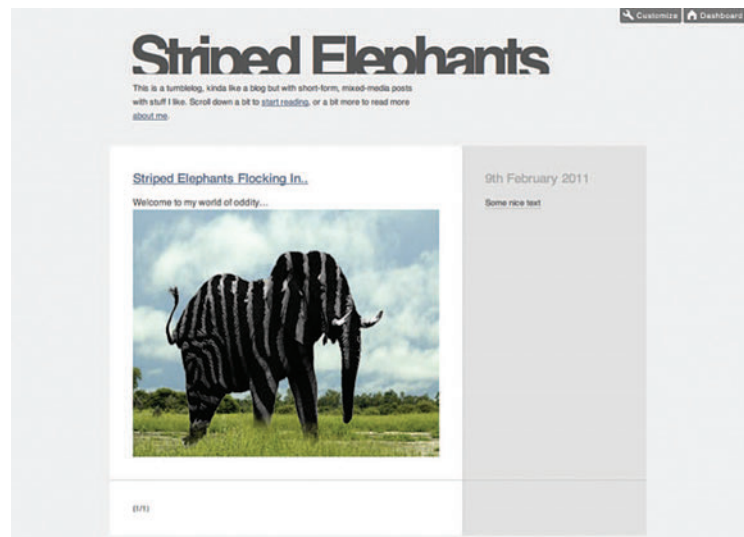 Customize Dashboard
Striped Elephants
This is a tumblelog, kinda like a blog but with short-form, mixed-media posts
with stuff I like. Scroll down a bit to start reading, or a bit more to read more
about me.
Striped Elephants Flocking In..
9th February 2011
Welcome to my world of oddity...
Some nice text
(1/1)